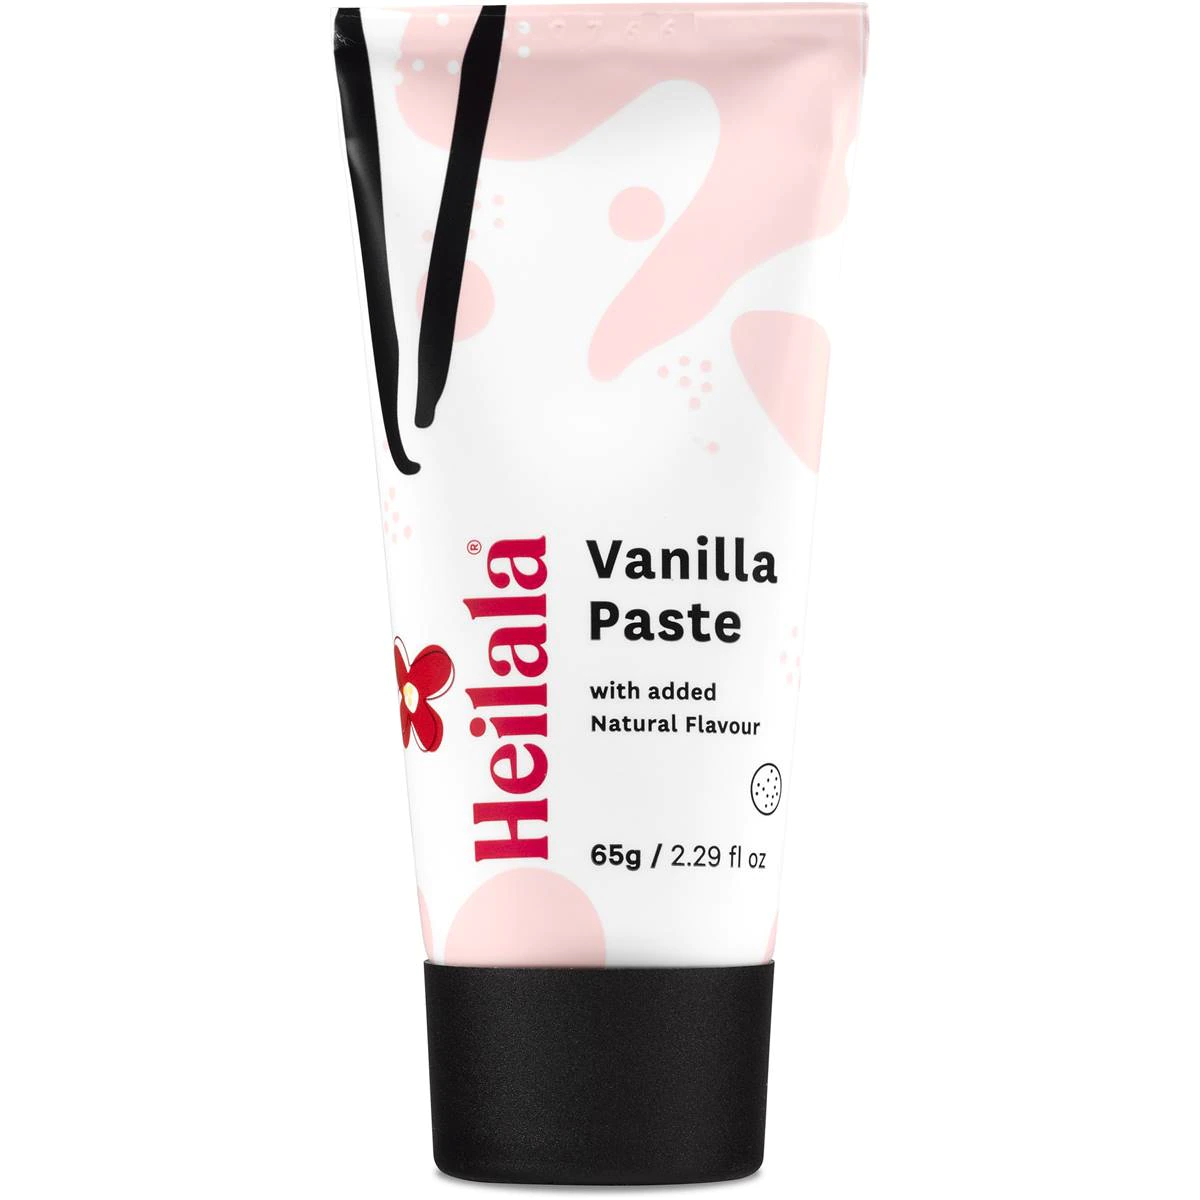 Heilala®
Vanilla
Paste
with added
Natural Flavour
65g / 2.29 fl oz